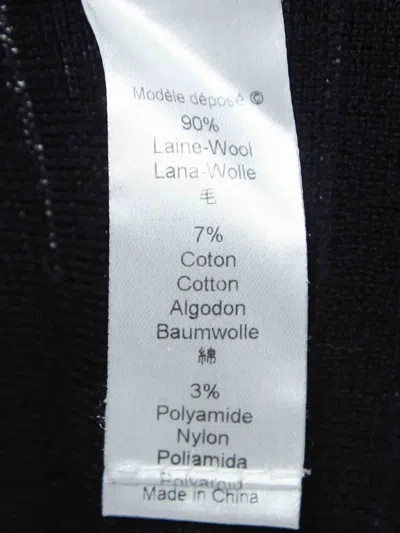 Modèle déposé ©
90%
Laine-Wool
Lana-Wolle
毛
7%
Coton
Cotton
Algodon
Baumwolle
綿
3%
Polyamide
Nylon
Poliamida
Made in China